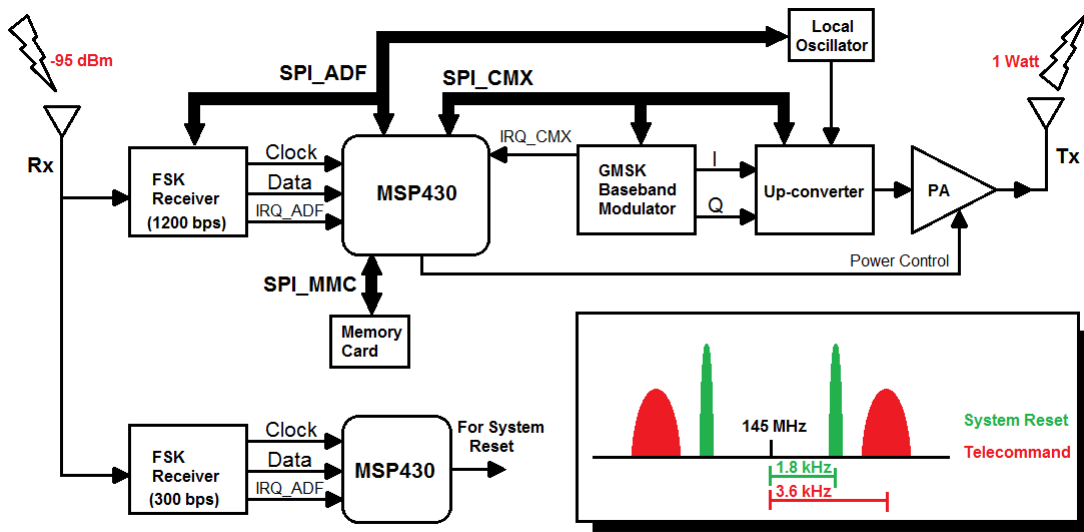 -95 dBm
Rx
SPI_ADF
SPI_CMX
Local
Oscillator
1 Watt
Tx
FSK
Receiver
(1200 bps)
Clock
Data
IRQ_ADF
MSP430
IRQ_CMX
GMSK
Baseband
Modulator
I
Q
Up-converter
PA
Power Control
SPI_MMC
Memory
Card
FSK
Receiver
(300 bps)
Clock
Data
IRQ_ADF
MSP430
For System
Reset
145 MHz
1.8 kHz
3.6 kHz
System Reset
Telecommand